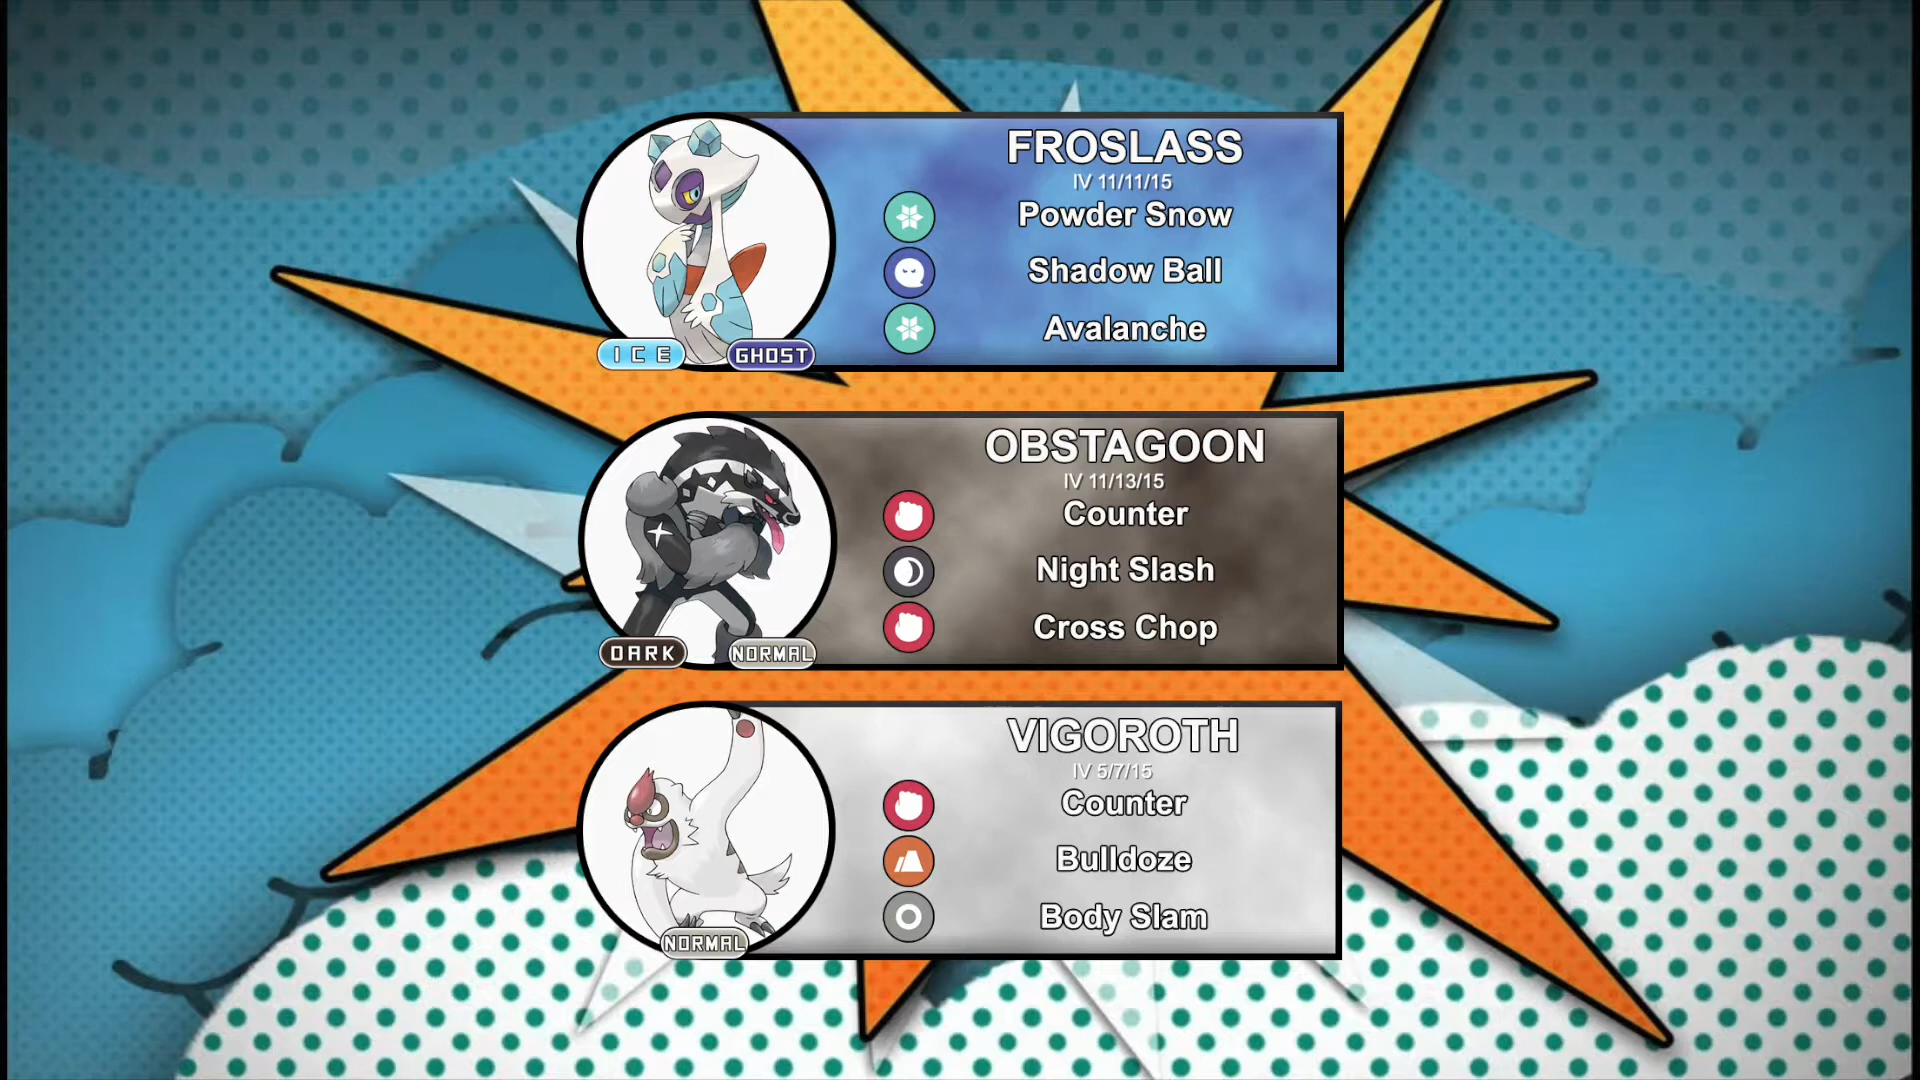 FROSLASS
IV 11/11/15
Powder Snow
Shadow Ball
Avalanche
ICE GHOST
OBSTAGOON
IV 11/13/15
Counter
Night Slash
Cross Chop
DARK NORMAL
VIGOROTH
IV 5/7/15
Counter
Bulldoze
Body Slam
NORMAL